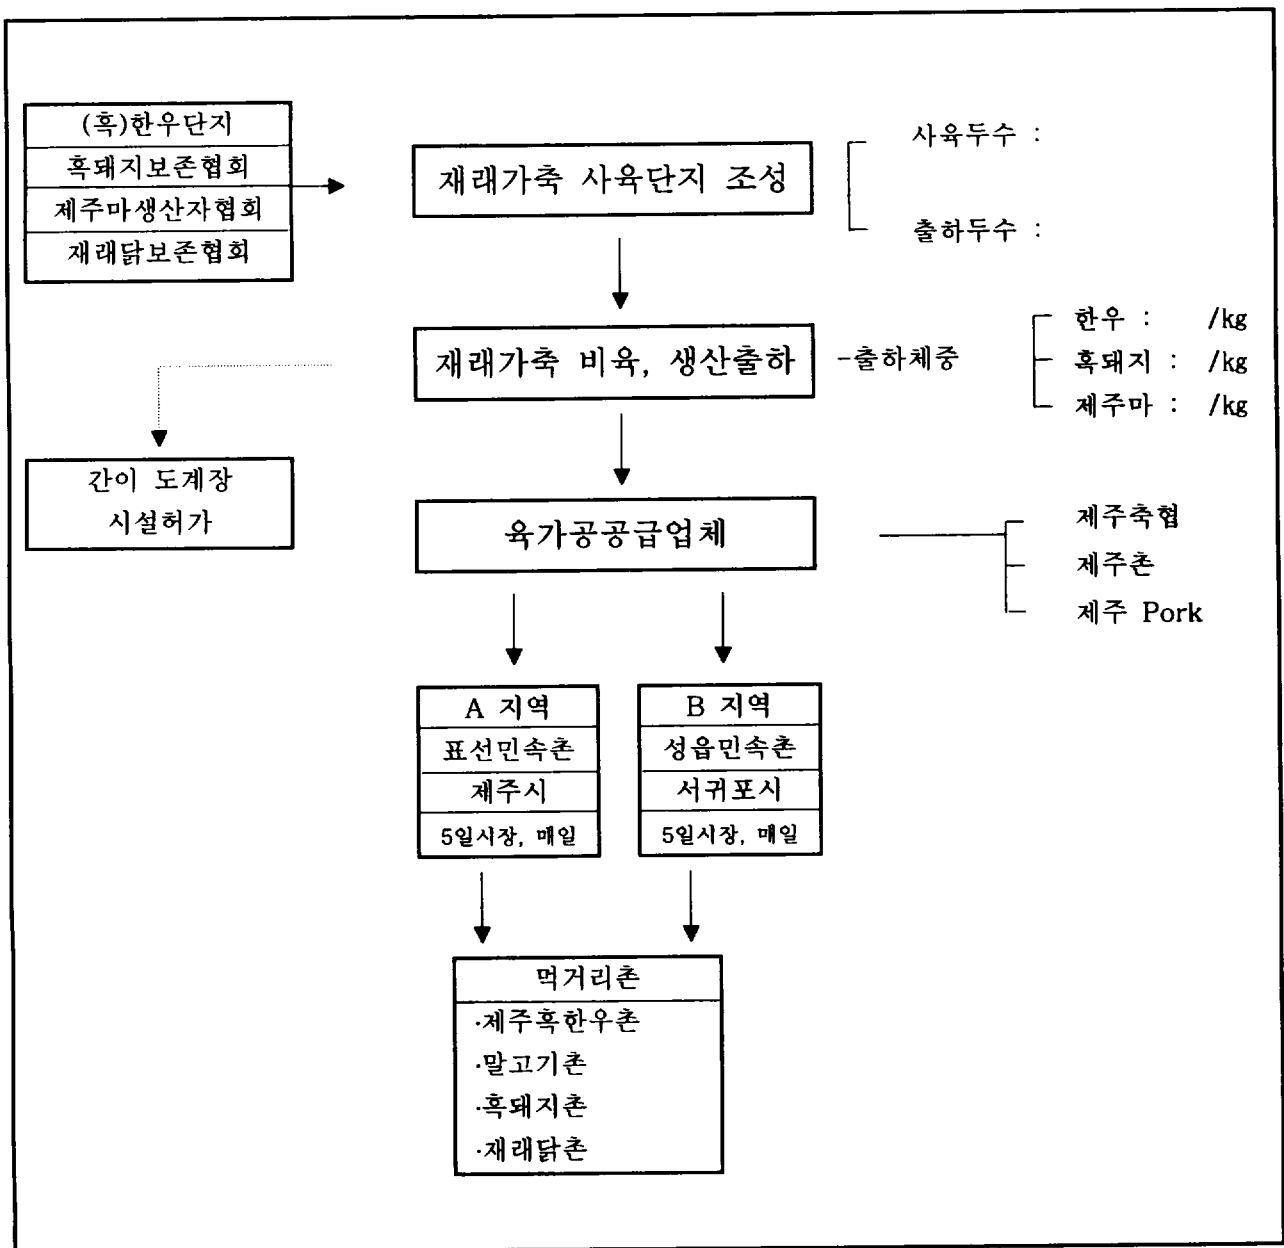 (흑)한우단지
흑돼지보존협회
제주마생산자협회
재래닭보존협회
재래가축 사육단지 조성
사육두수 :
출하두수 :
재래가축 비육, 생산출하
-출하체중
한우 : /kg
흑돼지 : /kg
제주마 : /kg
간이 도계장
시설허가
육가공공급업체
제주축협
제주촌
제주 Pork
A 지역
표선민속촌
제주시
5일시장, 매일
B 지역
성읍민속촌
서귀포시
5일시장, 매일
먹거리촌
·제주흑한우촌
·말고기촌
·흑돼지촌
·재래닭촌